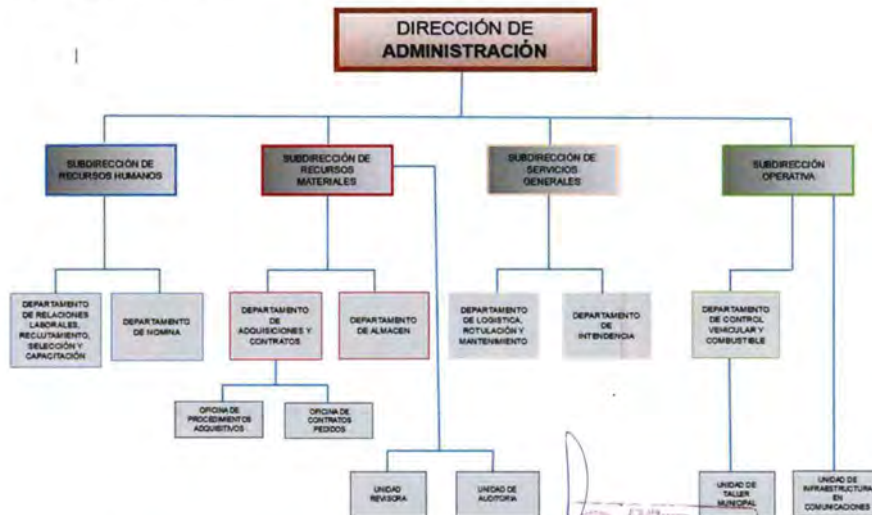 DIRECCIÓN DE
ADMINISTRACIÓN
SUBDIRECCIÓN DE
RECURSOS HUMANOS
SUBDIRECCIÓN DE
RECURSOS
MATERIALES
SUBDIRECCIÓN DE
SERVICIOS
GENERALES
SUBDIRECCIÓN
OPERATIVA
DEPARTAMENTO
DE RELACIONES
LABORALES,
RECLUTAMIENTO,
SELECCIÓN Y
CAPACITACIÓN
DEPARTAMENTO
DE NOMINA
DEPARTAMENTO
DE
ADQUISICIONES Y
CONTRATOS
DEPARTAMENTO
DE ALMACEN
DEPARTAMENTO
DE LOGISTICA,
ROTULACIÓN Y
MANTENIMIENTO
DEPARTAMENTO
DE
INTENDENCIA
DEPARTAMENTO
DE CONTROL
VEHICULAR Y
COMBUSTIBLE
OFICINA DE
PROCEDIMIENTOS
ADQUISITIVOS
OFICINA DE
CONTRATOS
PEDIDOS
UNIDAD
REVISORA
UNIDAD DE
AUDITORIA
UNIDAD DE
TALLER
MUNICIPAL
UNIDAD DE
INFRAESTRUCTURA
EN
COMUNICACIONES